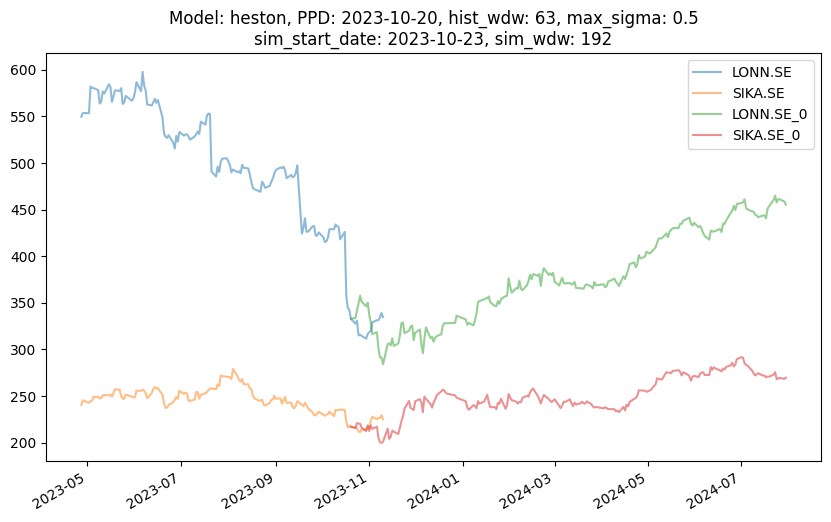 Model: heston, PPD: 2023-10-20, hist_wdw: 63, max_sigma: 0.5
sim_start_date: 2023-10-23, sim_wdw: 192
LONN.SE
SIKA.SE
LONN.SE_0
SIKA.SE_0
600
550
500
450
400
350
300
250
200
2023-05
2023-07
2023-09
2023-11
2024-01
2024-03
2024-05
2024-07